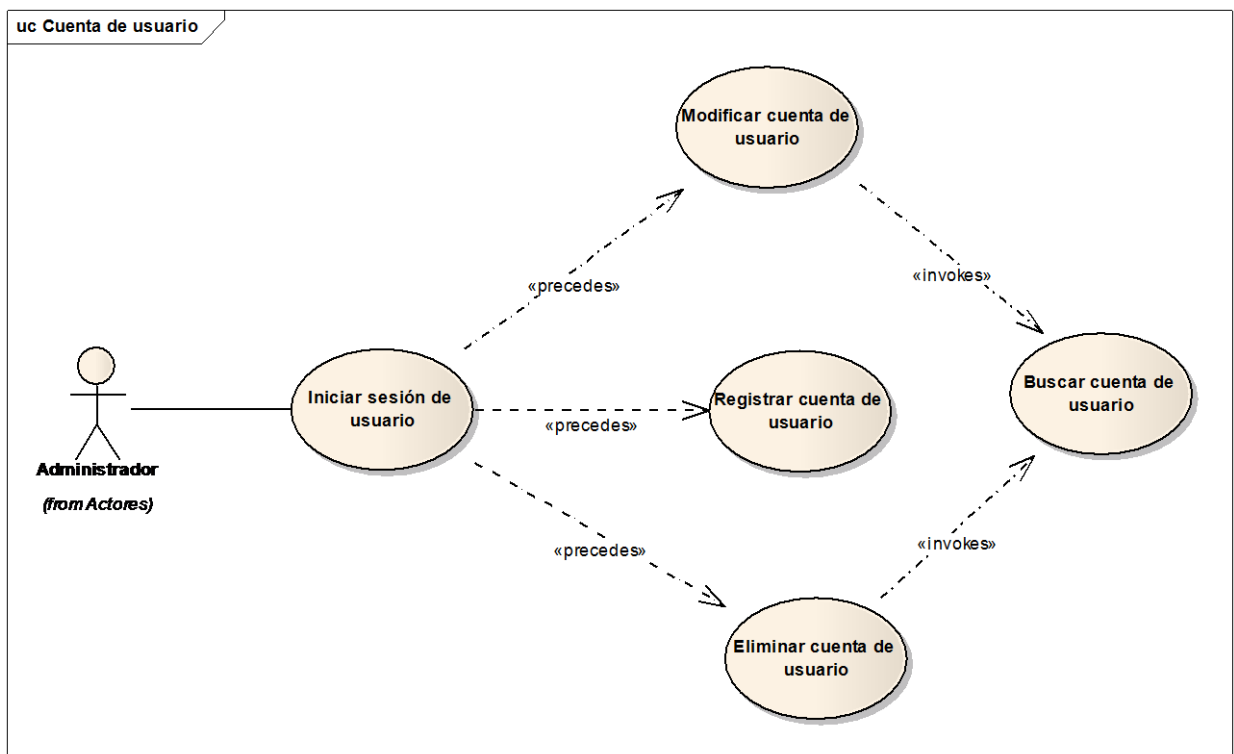 uc Cuenta de usuario
Modificar cuenta de
usuario
«precedes»
«invokes»
Iniciar sesión de
usuario
«precedes»
Registrar cuenta de
usuario
Buscar cuenta de
usuario
Administrador
(from Actores)
«precedes»
«invokes»
Eliminar cuenta de
usuario